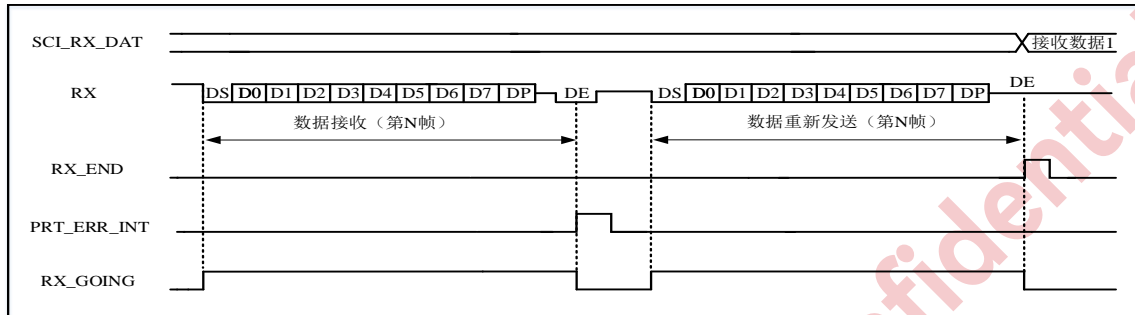 SCI_RX_DAT
接收数据1
RX
DS D0 D1 D2 D3 D4 D5 D6 D7 DP DE DS D0 D1 D2 D3 D4 D5 D6 D7 DP DE
数据接收（第N帧） 数据重新发送（第N帧）
RX_END
PRT_ERR_INT
RX_GOING
nfidential